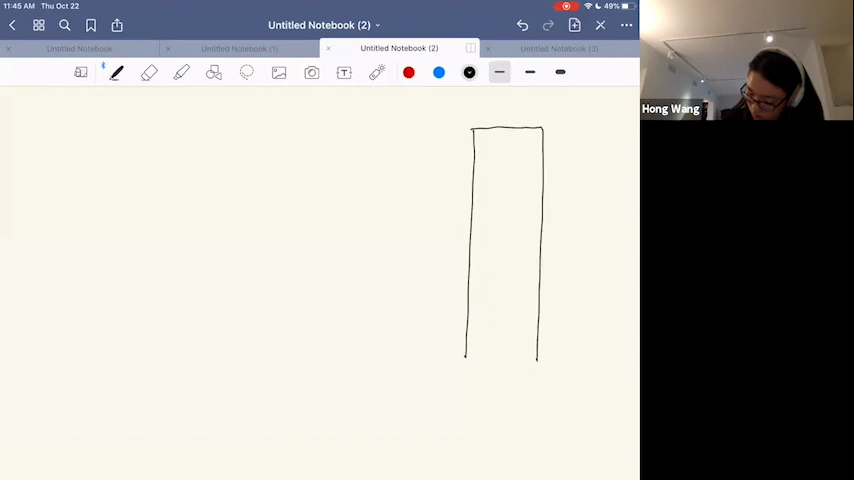 11:45 AM Thu Oct 22
49%
Untitled Notebook (2)
Untitled Notebook
Untitled Notebook (1)
Untitled Notebook (2)
Untitled Notebook (3)
T
Hong Wang